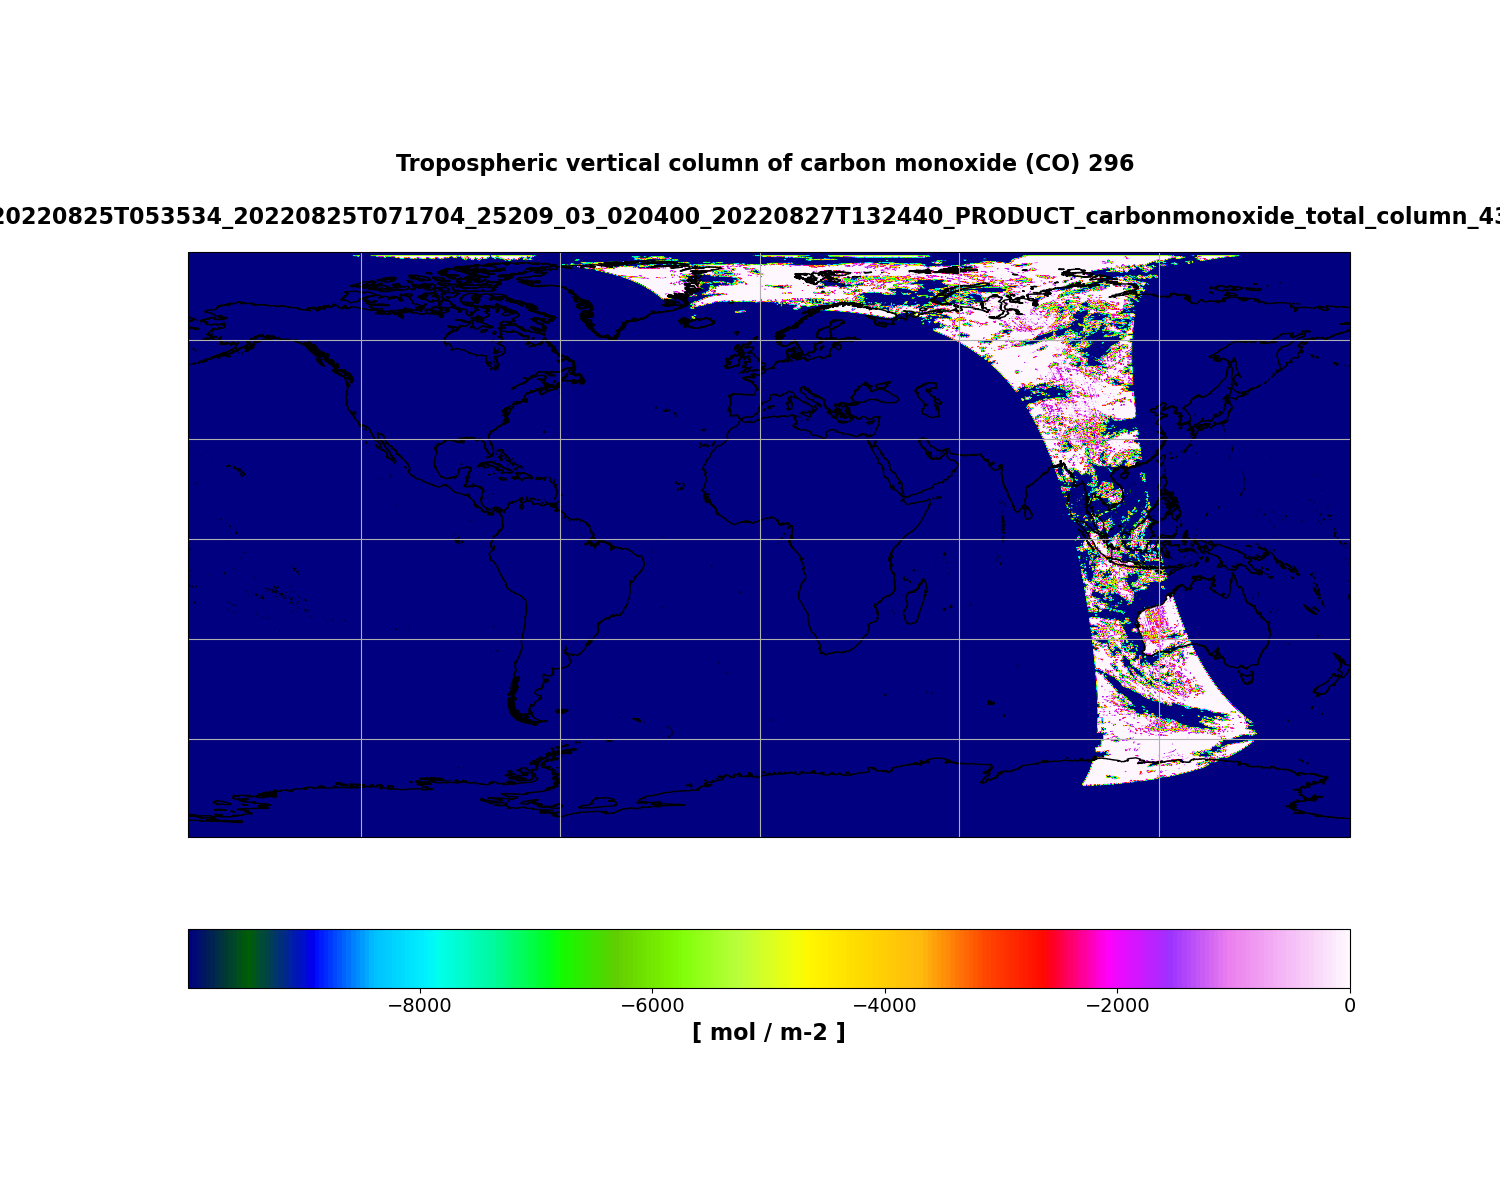 Tropospheric vertical column of carbon monoxide (CO) 296
20220825T053534_20220825T071704_25209_03_020400_20220827T132440_PRODUCT_carbonmonoxide_total_column_43
−8000 −6000 −4000 −2000 0
[ mol / m-2 ]